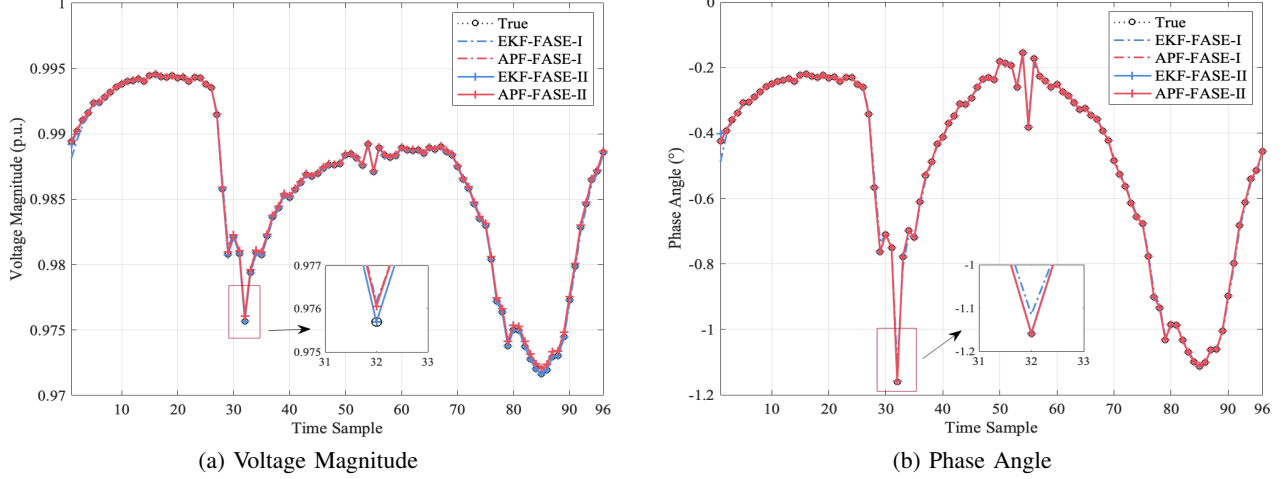 1
0.995
0.99
0.985
0.98
0.975
0.97
Voltage Magnitude (p.u.)
True
EKF-FASE-I
APF-FASE-I
EKF-FASE-II
APF-FASE-II
0.977
0.976
0.975
31
32
33
10
20
30
40
50
60
70
80
90
96
Time Sample
(a) Voltage Magnitude
0
-0.2
-0.4
-0.6
-0.8
-1
-1.2
Phase Angle (°)
True
EKF-FASE-I
APF-FASE-I
EKF-FASE-II
APF-FASE-II
-1
-1.1
-1.2
31
32
33
10
20
30
40
50
60
70
80
90
96
Time Sample
(b) Phase Angle